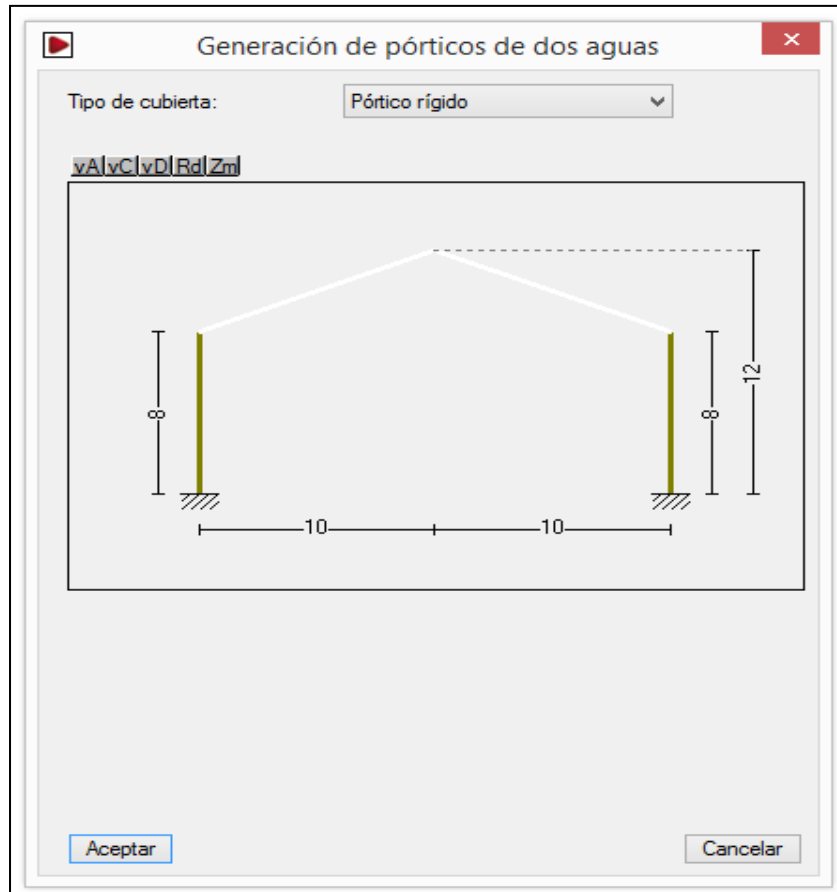 Generación de pórticos de dos aguas
Tipo de cubierta: Pórtico rígido
vA vC vD Rd Zm
8
8
12
10
10
Aceptar
Cancelar